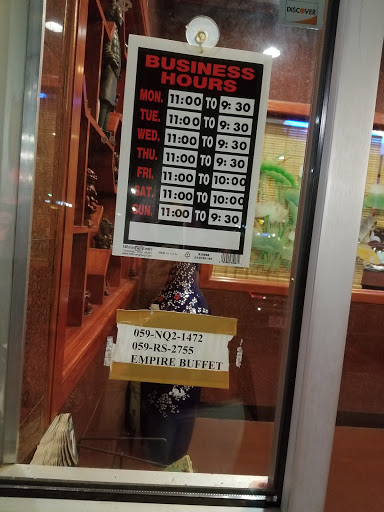 DISCOVER
BUSINESS
HOURS
MON. 11:00 TO 9:30
TUE. 11:00 TO 9:30
WED. 11:00 TO 9:30
THU. 11:00 TO 9:30
FRI. 11:00 TO 10:00
SAT. 11:00 TO 10:00
SUN. 11:00 TO 9:30
059-NQ2-1472
059-RS-2755
EMPIRE BUFFET